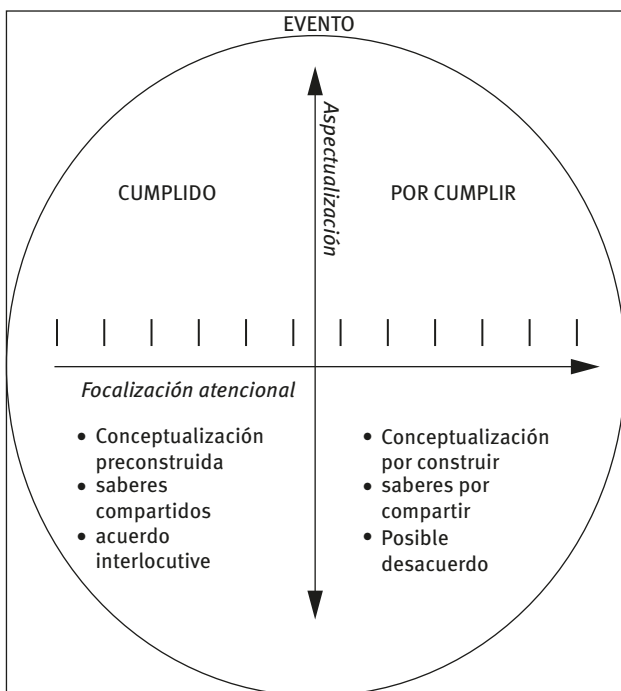 EVENTO
Aspectualización
CUMPLIDO
POR CUMPLIR
Focalización atencional
• Conceptualización
preconstruida
• saberes
compartidos
• acuerdo
interlocutive
• Conceptualización
por construir
• saberes por
compartir
• Posible
desacuerdo